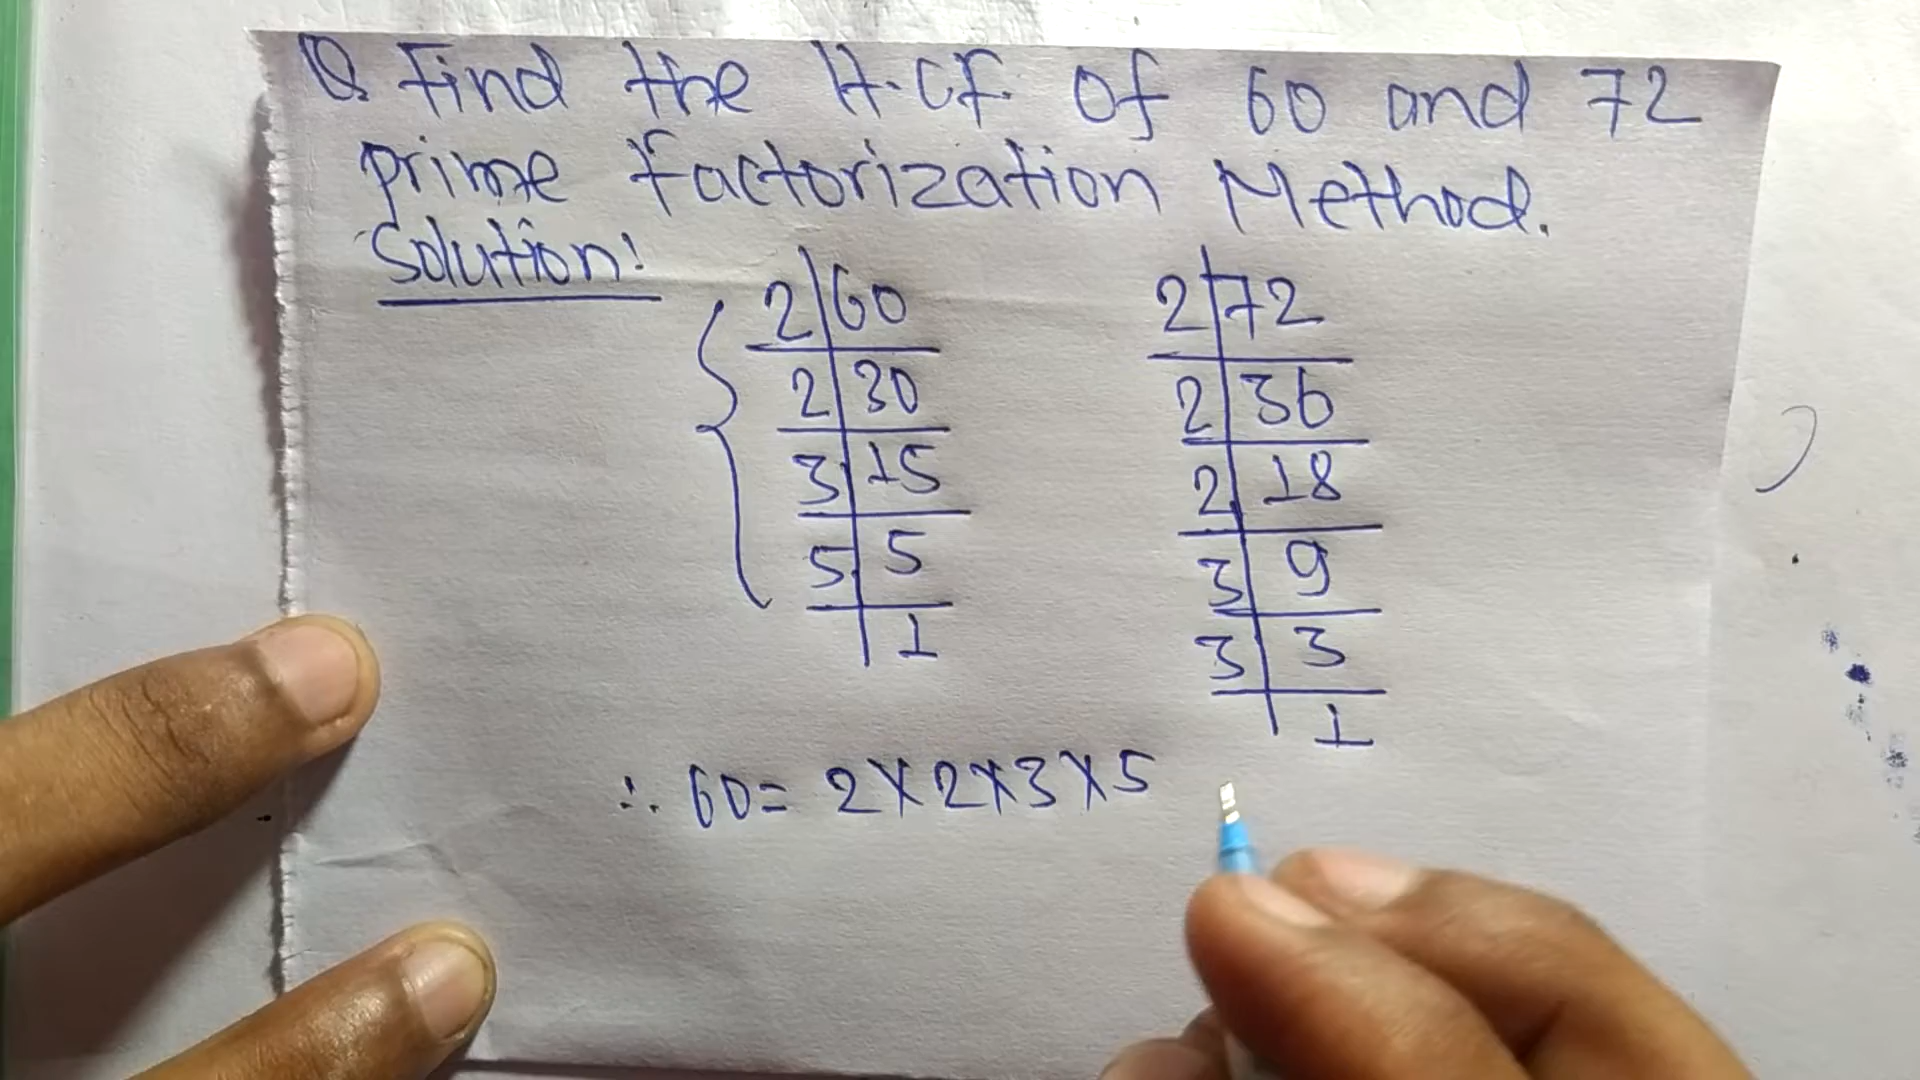 Q. Find the H.C.F. of 60 and 72
prime factorization Method.
Solution:
2 60
2 30
3 15
5 5
1
2 72
2 36
2 18
3 9
3 3
1
∴ 60 = 2 × 2 × 3 × 5